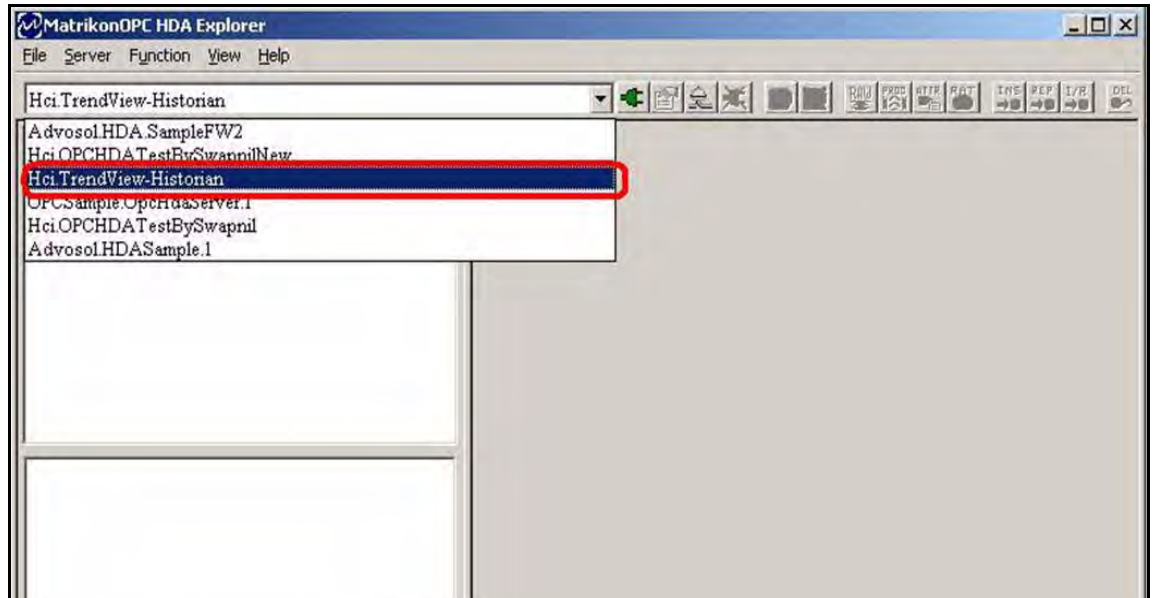 MatrikonOPC HDA Explorer
File Server Function View Help
Hci.TrendView-Historian
RAW PROC ATTR RAT INS REP I/R DEL
Advosol.HDA.SampleFW2
Hci.OPCHDATestBySwapnilNew
Hci.TrendView-Historian
OPCSample.OpcHdaServer.1
Hci.OPCHDATestBySwapnil
Advosol.HDASample.1